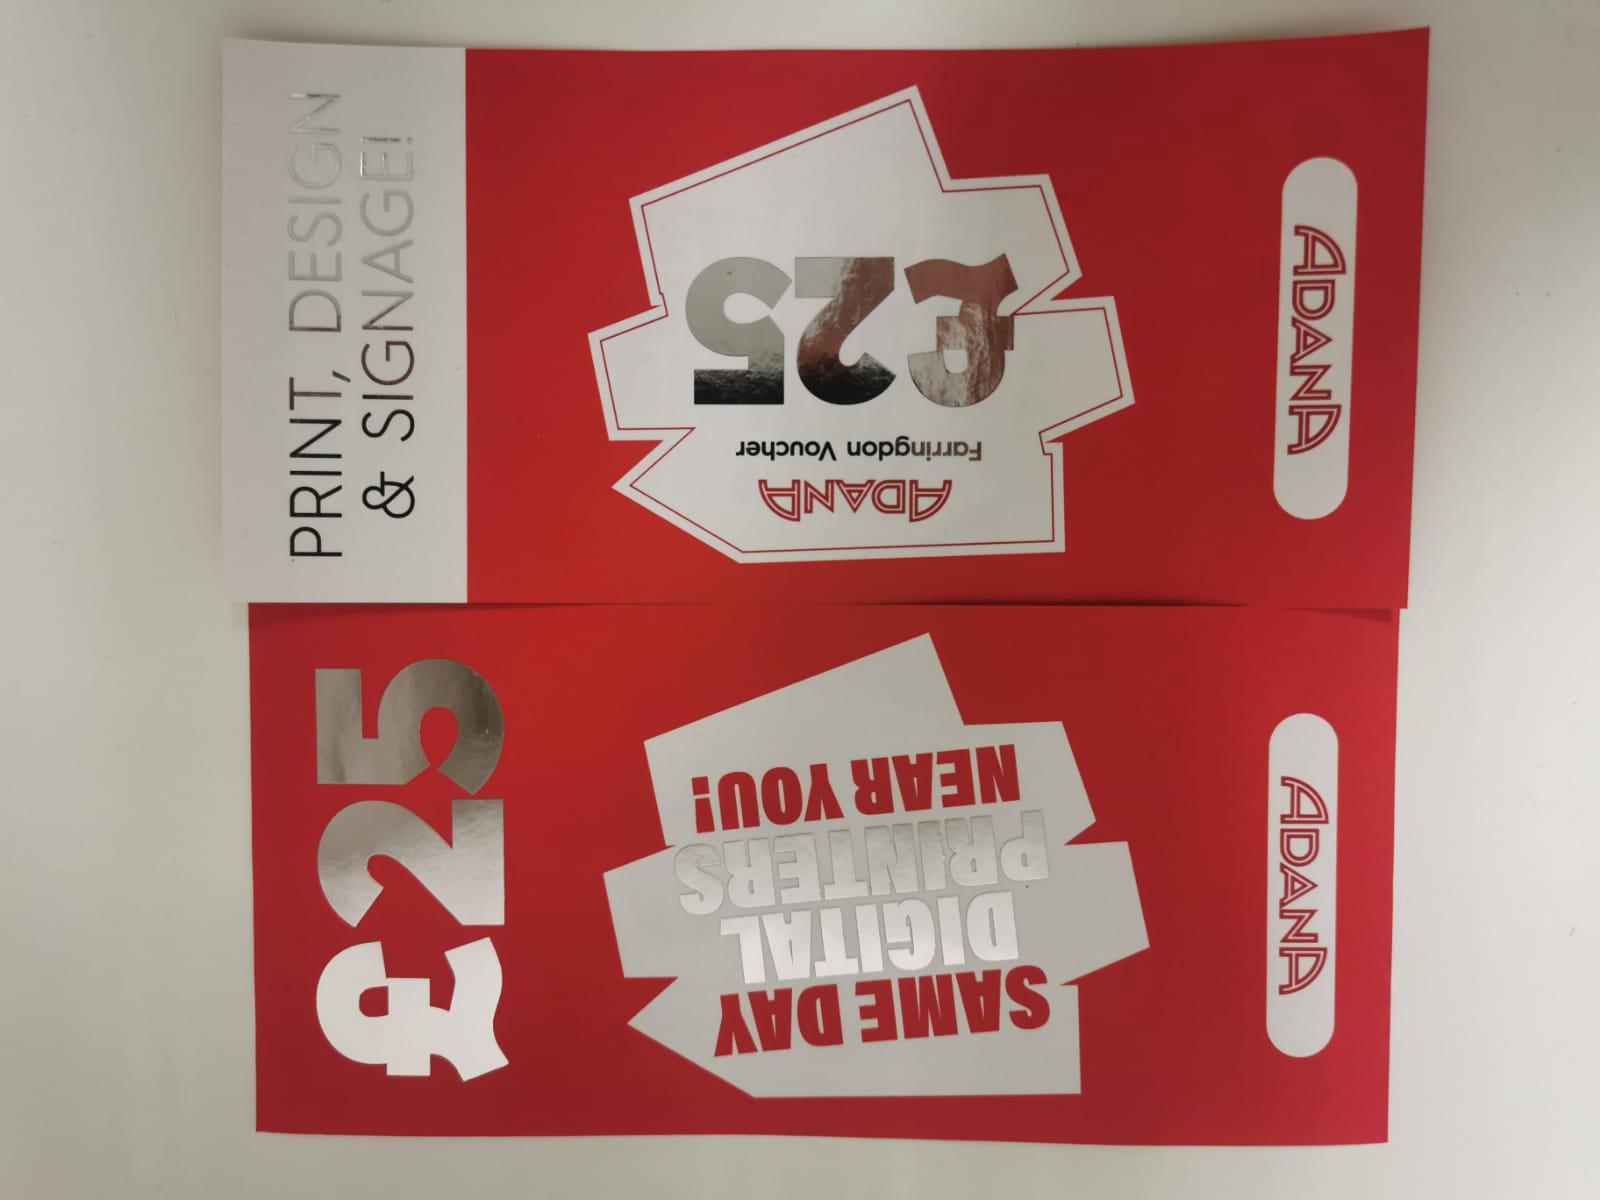 PRINT, DESIGN
& SIGNAGE!
ADANA
Farringdon Voucher
£25
ADANA
£25
SAME DAY
DIGITAL
PRINTERS
NEAR YOU!
ADANA